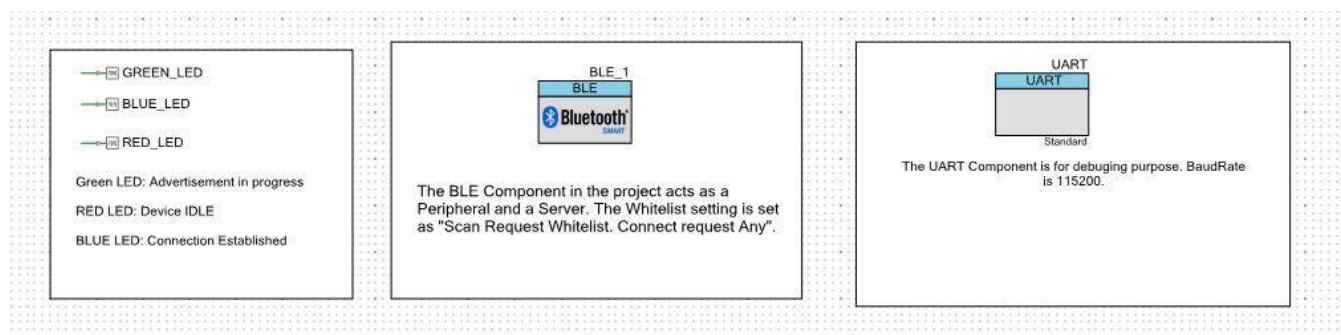 GREEN_LED
BLUE_LED
RED_LED
Green LED: Advertisement in progress
RED LED: Device IDLE
BLUE LED: Connection Established
BLE_1
BLE
Bluetooth
SMART
The BLE Component in the project acts as a
Peripheral and a Server. The Whitelist setting is set
as "Scan Request Whitelist. Connect request Any".
UART
UART
Standard
The UART Component is for debuging purpose. BaudRate
is 115200.